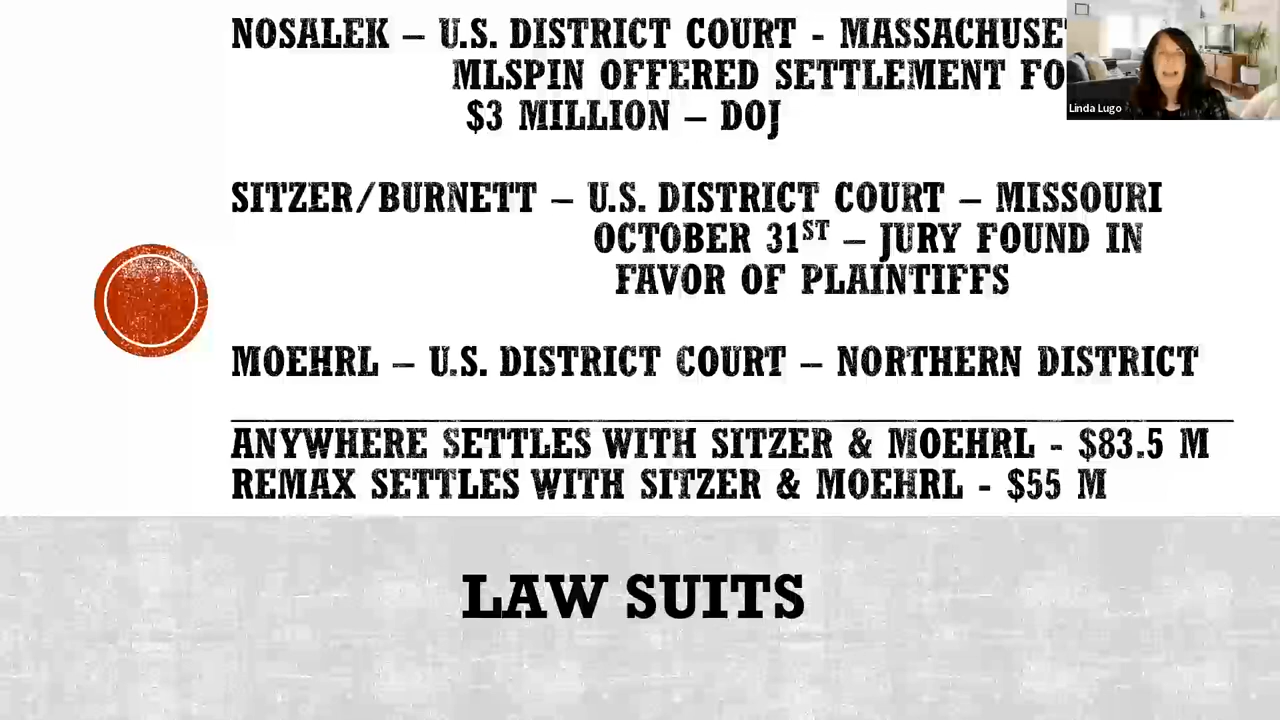 NOSALEK – U.S. DISTRICT COURT -
MLSPIN OFFERED SETTLEMENT
$3 MILLION – DOJ
Linda Lugo
SITZER/BURNETT – U.S. DISTRICT COURT – MISSOURI
OCTOBER 31ST – JURY FOUND IN
FAVOR OF PLAINTIFFS
MOEHRL – U.S. DISTRICT COURT – NORTHERN DISTRICT
ANYWHERE SETTLES WITH SITZER & MOEHRL - $83.5 M
REMAX SETTLES WITH SITZER & MOEHRL - $55 M
LAW SUITS